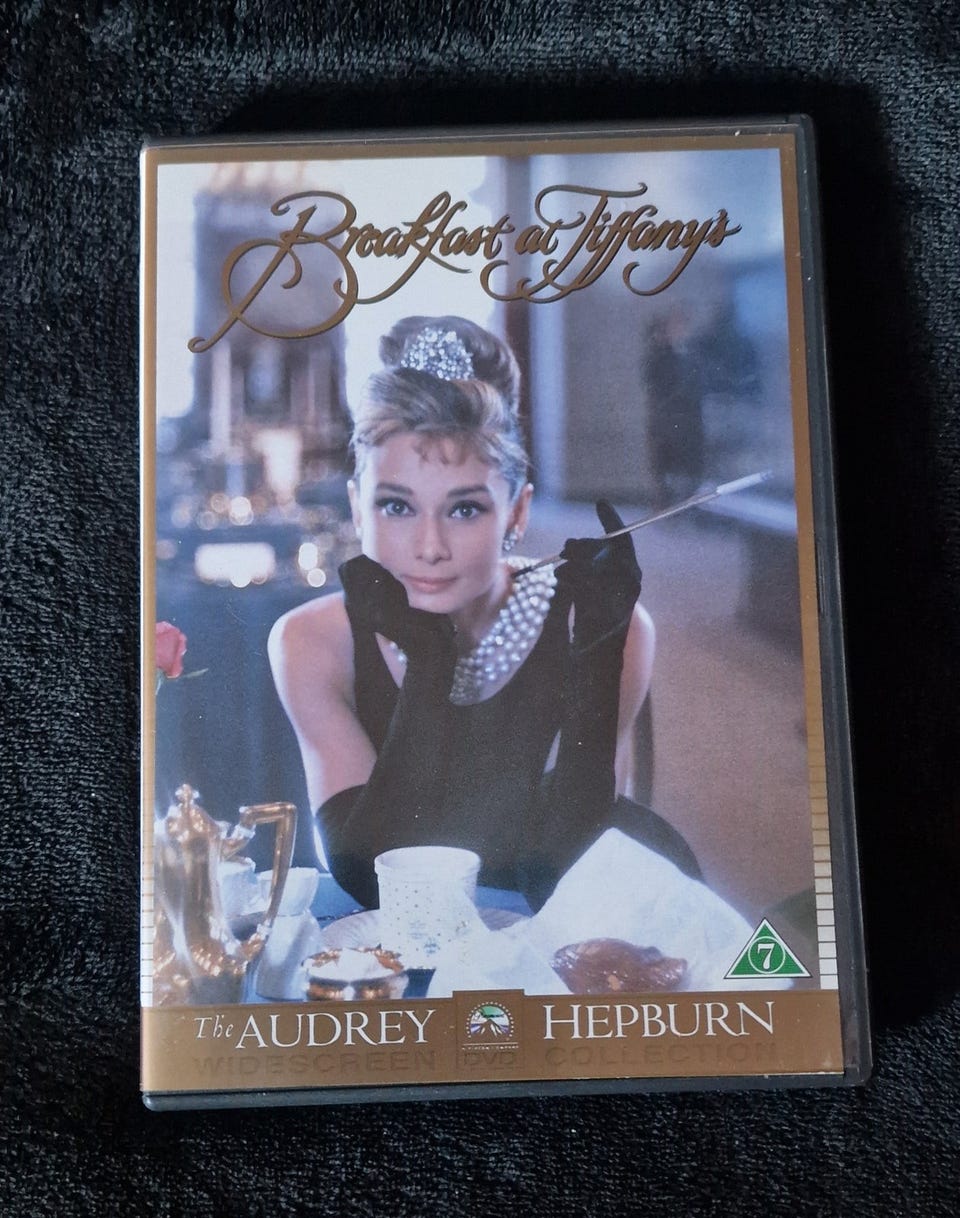 Breakfast at Tiffany's
7
The AUDREY HEPBURN
WIDESCREEN DVD COLLECTION